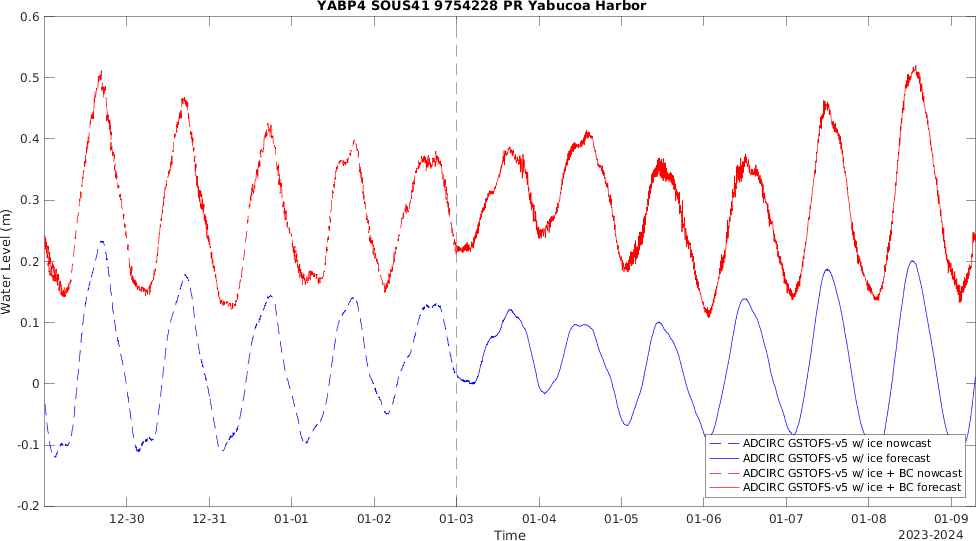 YABP4 SOUS41 9754228 PR Yabucoa Harbor
Water Level (m)
0.6
0.5
0.4
0.3
0.2
0.1
0
-0.1
-0.2
ADCIRC GSTOFS-v5 w/ ice nowcast
ADCIRC GSTOFS-v5 w/ ice forecast
ADCIRC GSTOFS-v5 w/ ice + BC nowcast
ADCIRC GSTOFS-v5 w/ ice + BC forecast
12-30 12-31 01-01 01-02 01-03 01-04 01-05 01-06 01-07 01-08 01-09
Time
2023-2024